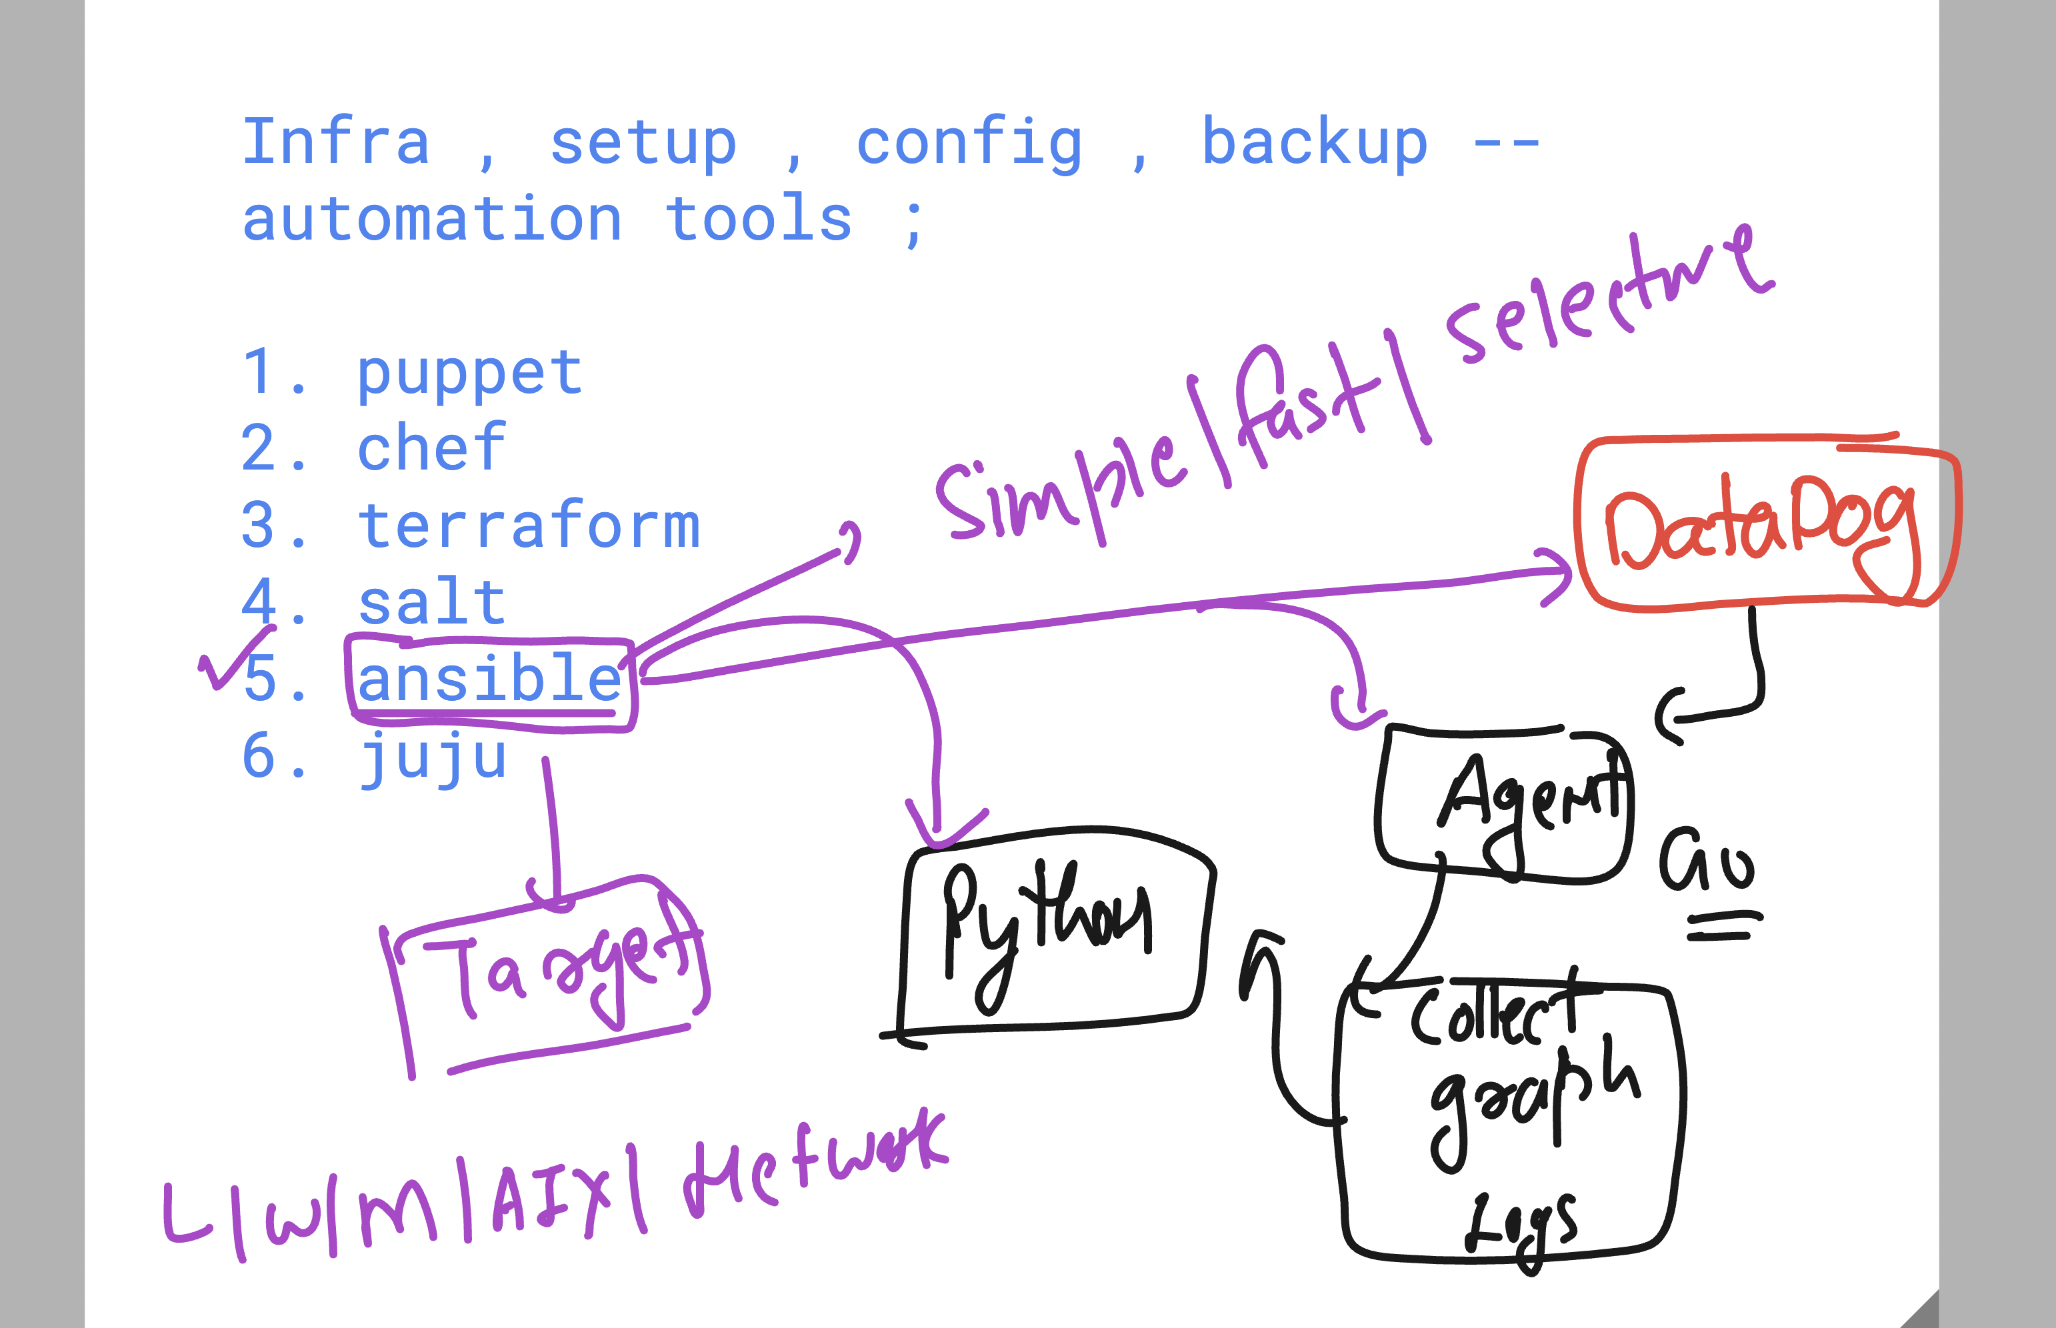 Infra , setup , config , backup --
automation tools ;
1. puppet
2. chef
3. terraform
4. salt
5. ansible
6. juju
Simple/fast/
DataDog
Agent
Go
Python
Target
Collect
graph
Logs
L/W/M/AIX/Network